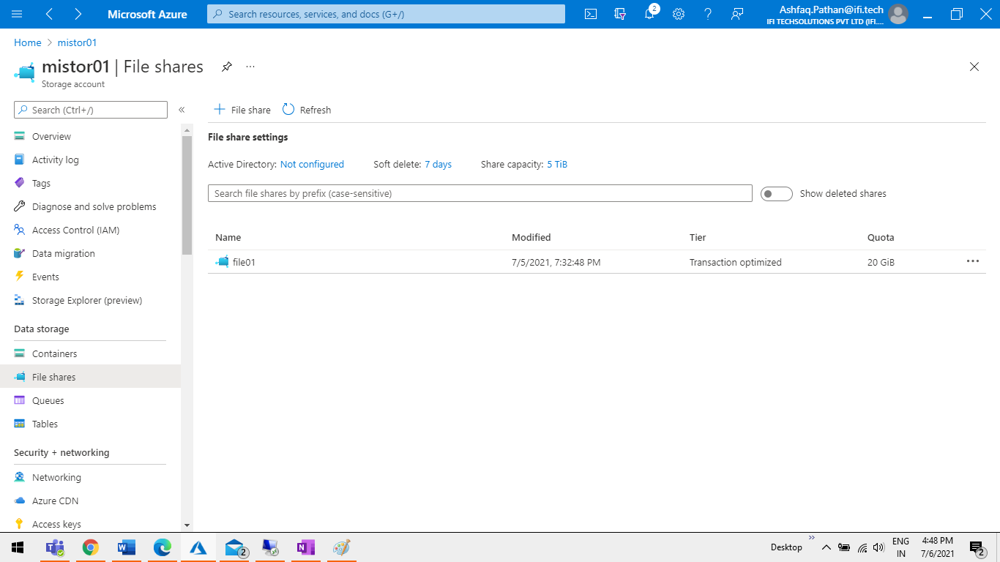 Microsoft Azure
Search resources, services, and docs (G+/)
2
Ashfaq.Pathan@ifi.tech
IFI TECHSOLUTIONS PVT LTD (IFI....
Home > mistor01
mistor01 | File shares
...
Storage account
Search (Ctrl+/)
«
+ File share
Refresh
Overview
Activity log
Tags
Diagnose and solve problems
Access Control (IAM)
Data migration
Events
Storage Explorer (preview)
Data storage
Containers
File shares
Queues
Tables
Security + networking
Networking
Azure CDN
Access keys
File share settings
Active Directory: Not configured
Soft delete: 7 days
Share capacity: 5 TiB
Search file shares by prefix (case-sensitive)
Show deleted shares
Name Modified Tier Quota
file01 7/5/2021, 7:32:48 PM Transaction optimized 20 GiB ...
2
Desktop »
ENG
IN
4:48 PM
7/6/2021
2